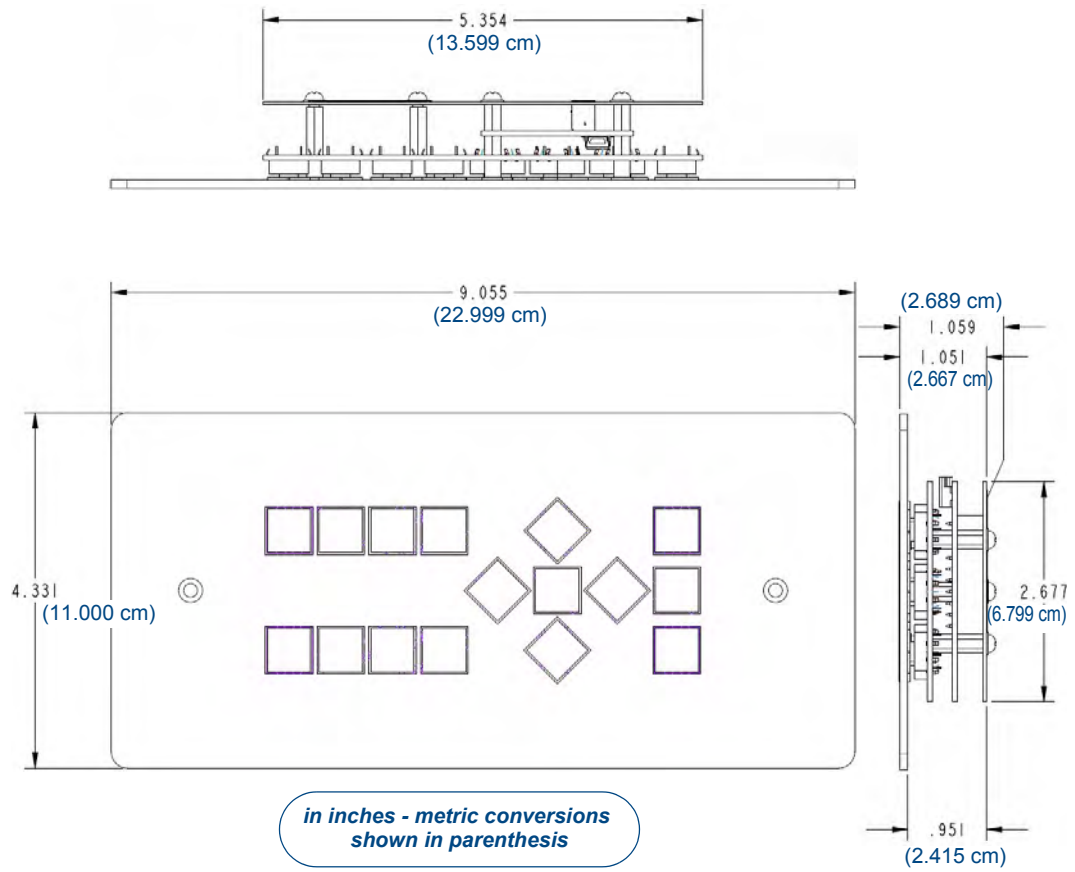 5.354
(13.599 cm)
9.055
(22.999 cm)
(2.689 cm)
1.059
1.051
(2.667 cm)
4.331
(11.000 cm)
2.677
(6.799 cm)
in inches - metric conversions
shown in parenthesis
.951
(2.415 cm)